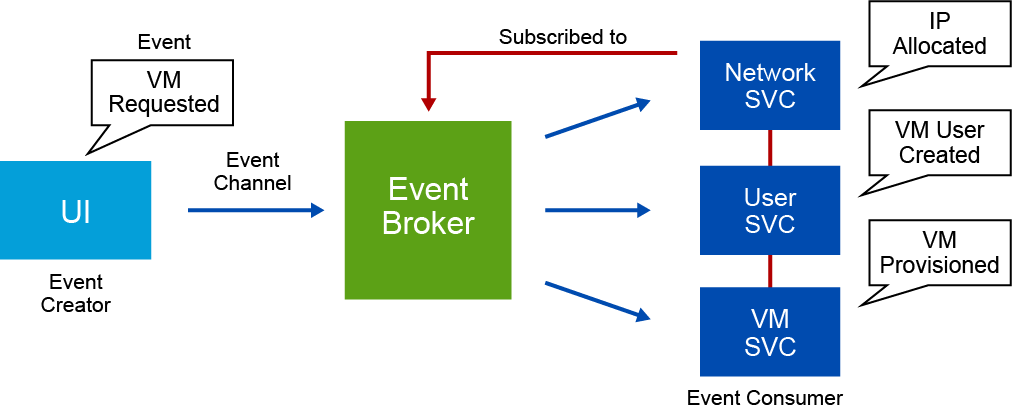 Event
VM
Requested
UI
Event
Creator
Event
Channel
Event
Broker
Subscribed to
Network
SVC
User
SVC
VM
SVC
Event Consumer
IP
Allocated
VM User
Created
VM
Provisioned